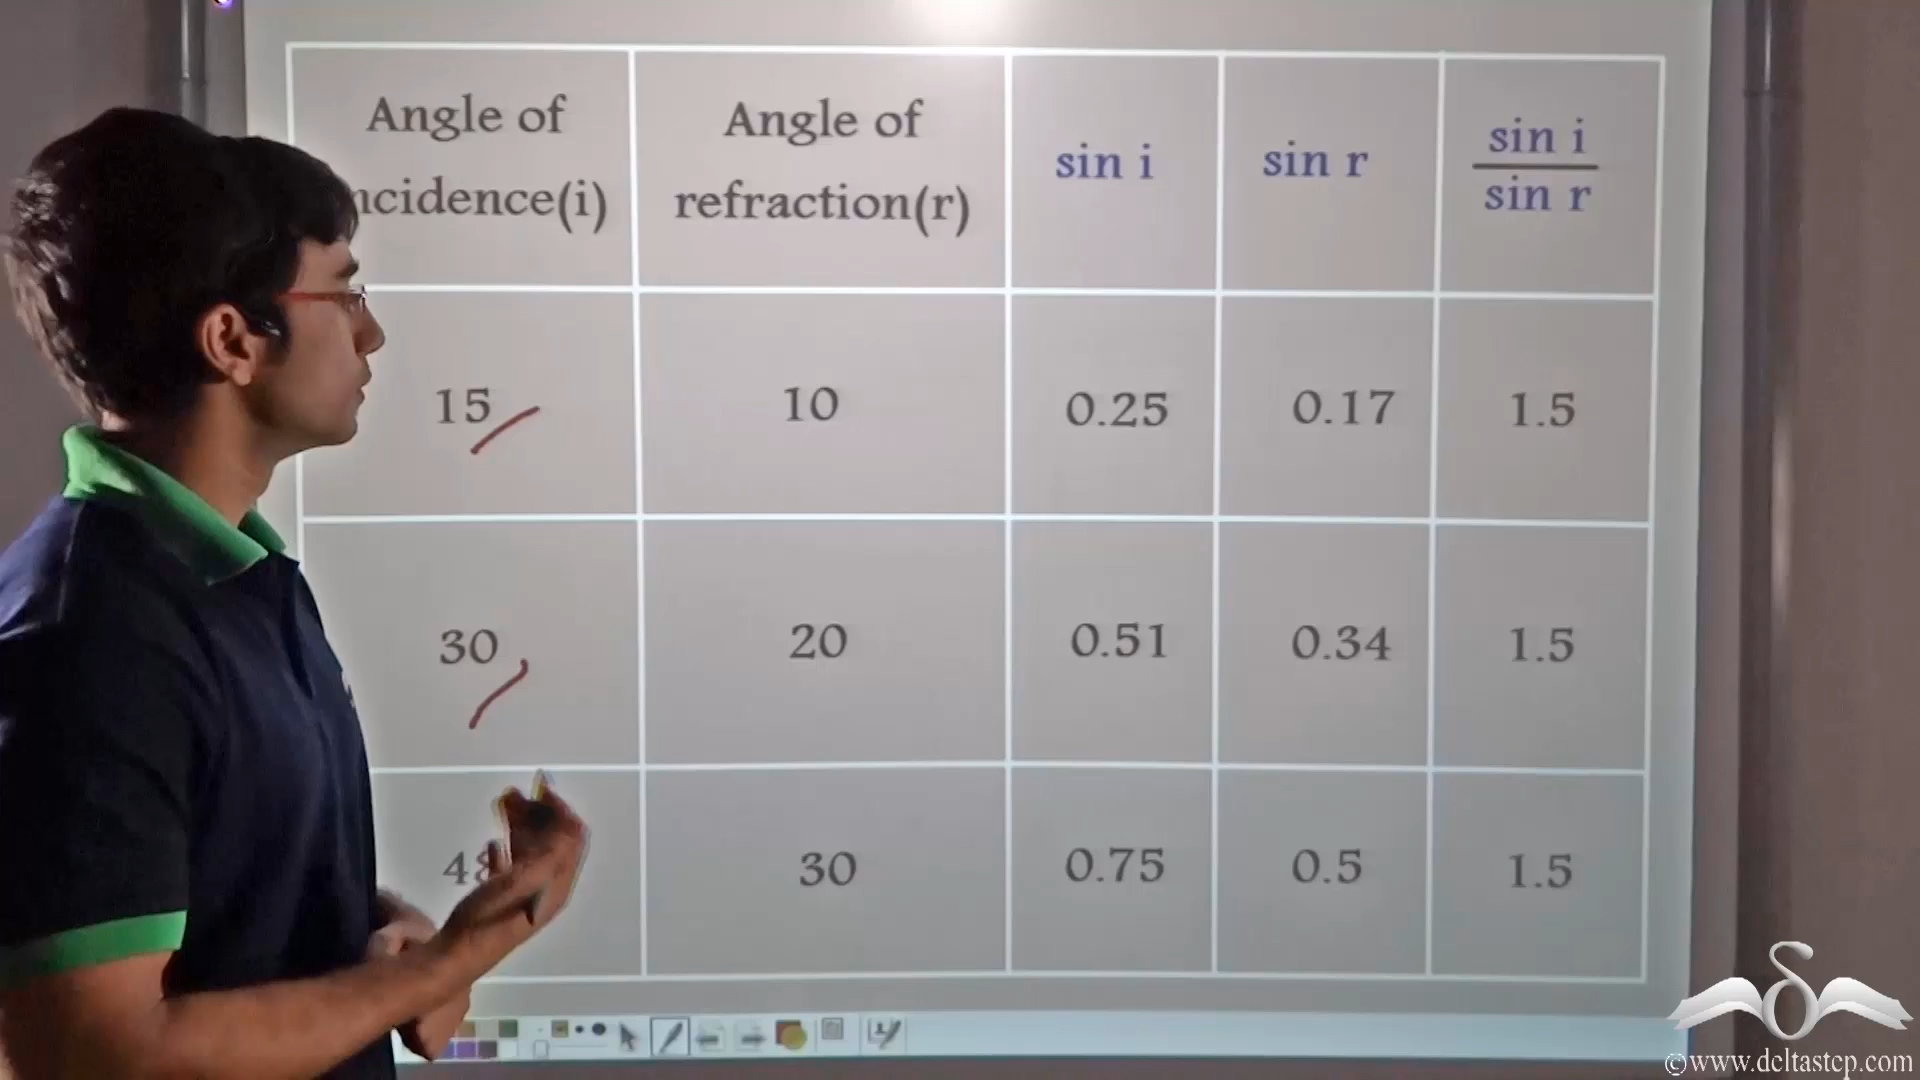 Angle of
ncidence(i)
Angle of
refraction(r)
sin i
sin r
sin i
sin r
15
10
0.25
0.17
1.5
30
20
0.51
0.34
1.5
48
30
0.75
0.5
1.5
©www.deltastep.com